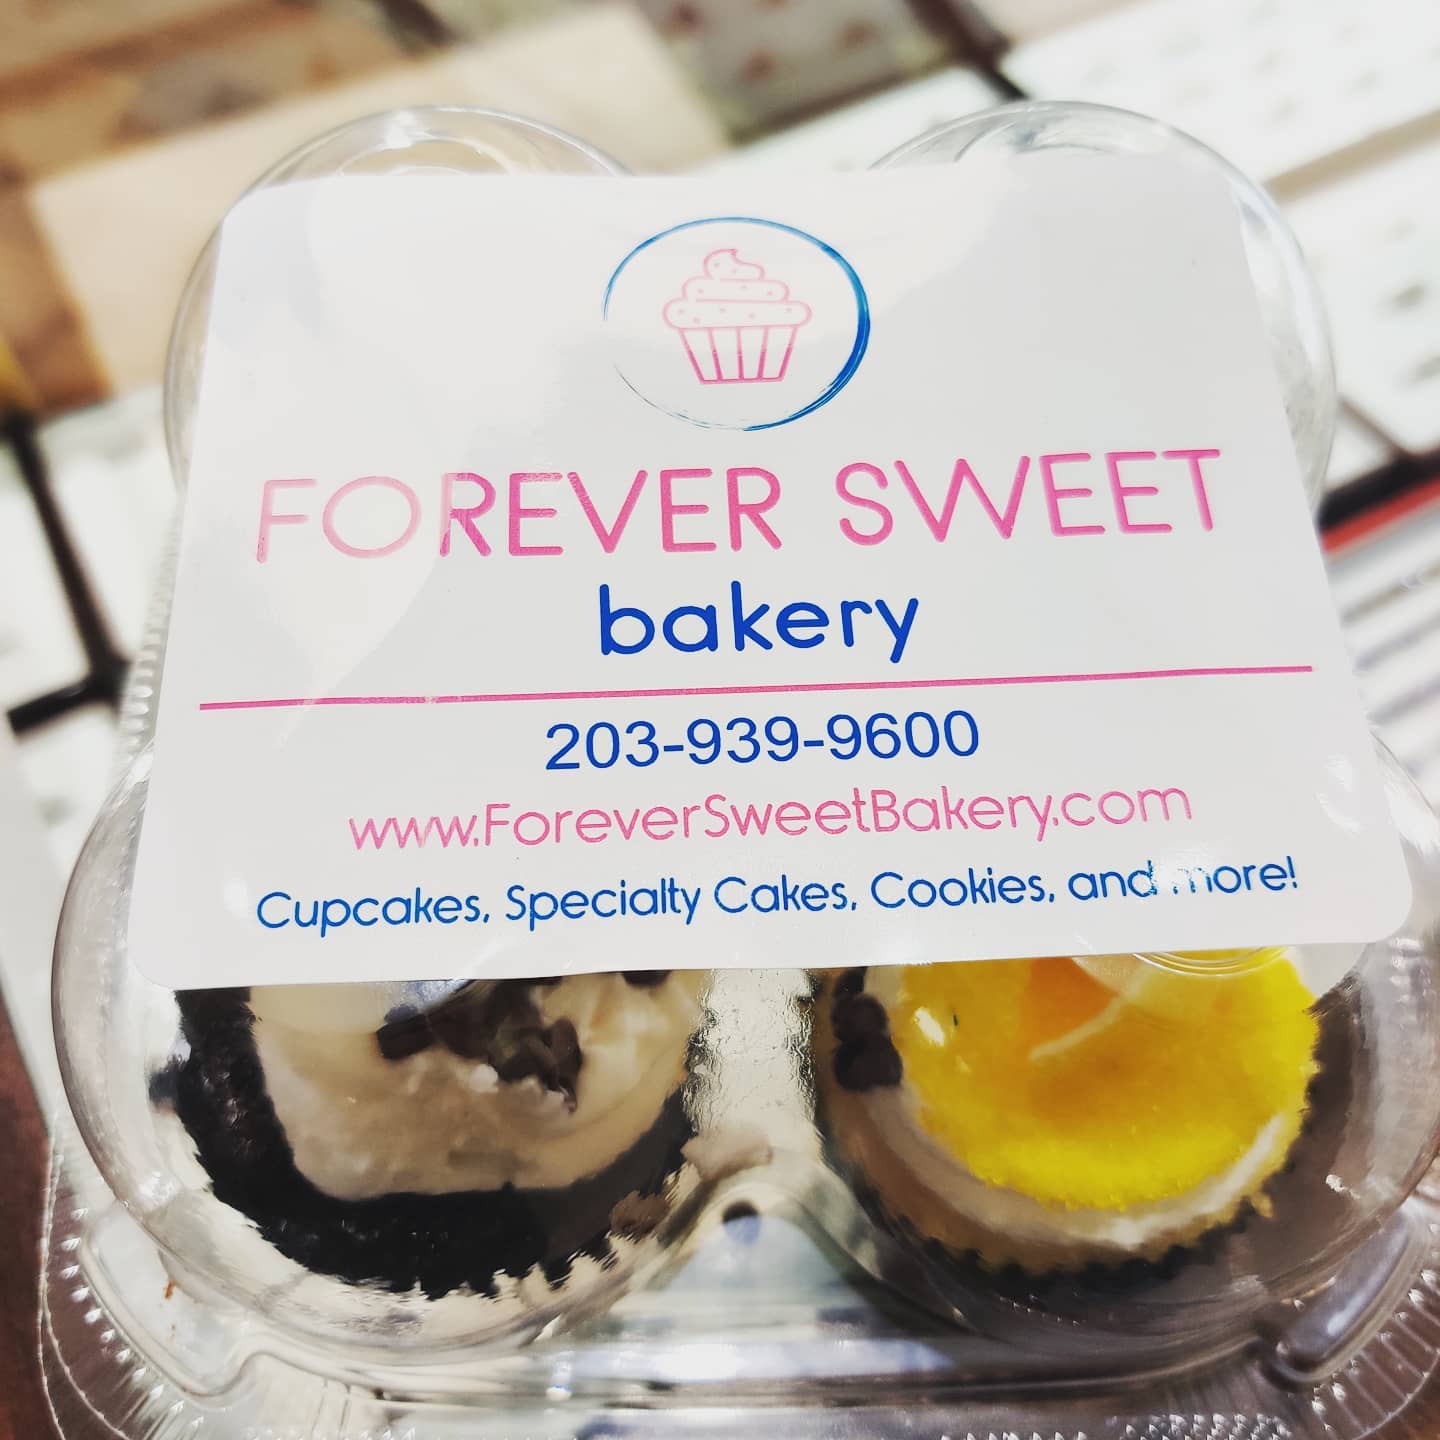 FOREVER SWEET
bakery
203-939-9600
www.ForeverSweetBakery.com
Cupcakes, Specialty Cakes, Cookies, and more!